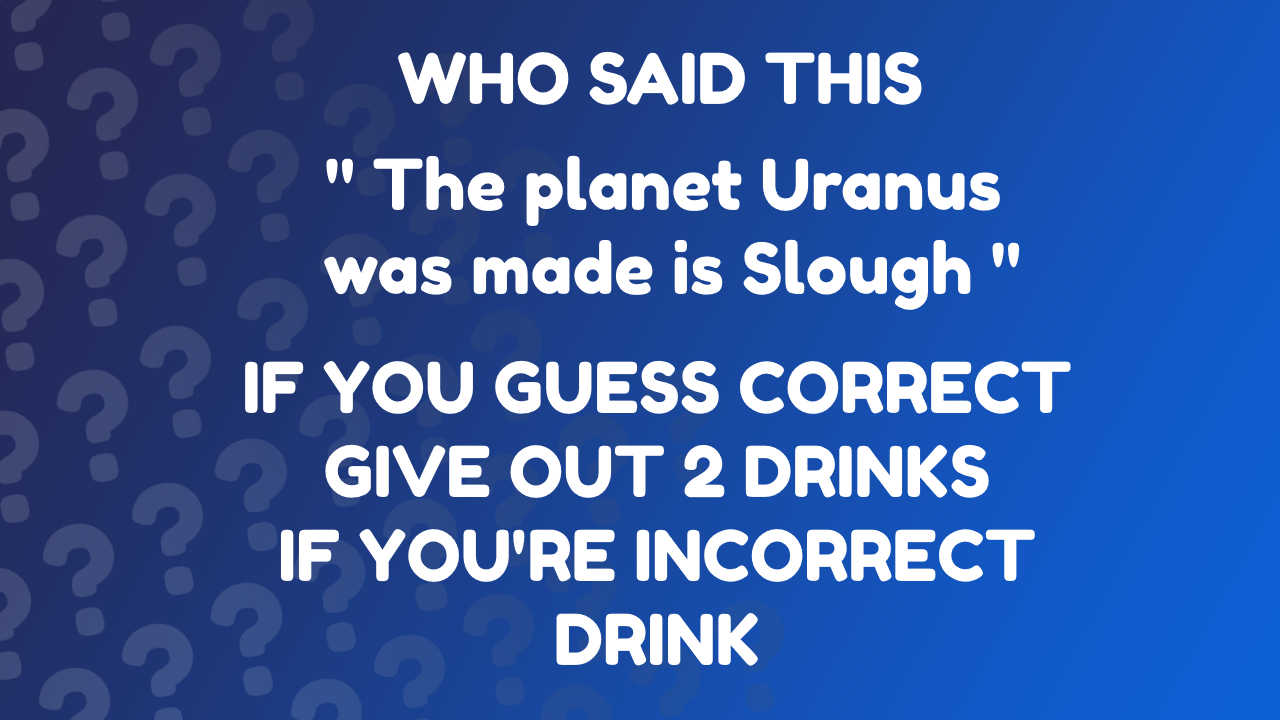 WHO SAID THIS
" The planet Uranus
was made is Slough "
IF YOU GUESS CORRECT
GIVE OUT 2 DRINKS
IF YOU'RE INCORRECT
DRINK